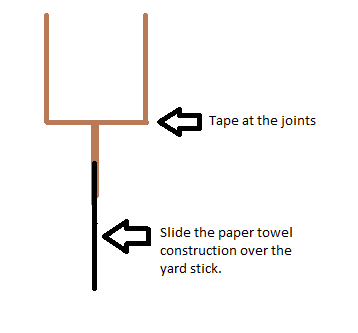 Tape at the joints
Slide the paper towel
construction over the
yard stick.